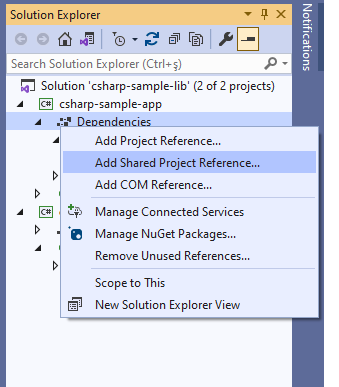 Solution Explorer
Search Solution Explorer (Ctrl+ş)
Solution 'csharp-sample-lib' (2 of 2 projects)
C# csharp-sample-app
Dependencies
Add Project Reference...
Add Shared Project Reference...
Add COM Reference...
Manage Connected Services
Manage NuGet Packages...
Remove Unused References...
Scope to This
New Solution Explorer View
C#
Notifications